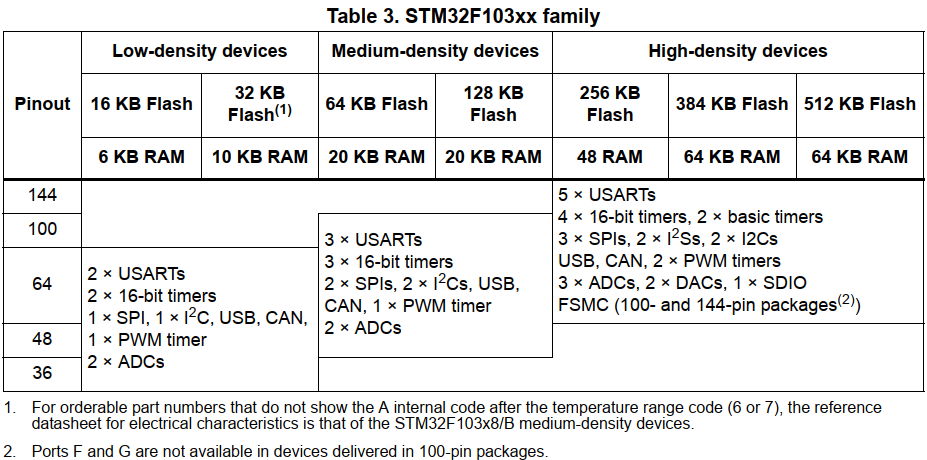 Table 3. STM32F103xx family
Pinout
Low-density devices
Medium-density devices
High-density devices
16 KB Flash
32 KB
Flash(1)
64 KB Flash
128 KB
Flash
256 KB
Flash
384 KB Flash
512 KB Flash
6 KB RAM
10 KB RAM
20 KB RAM
20 KB RAM
48 RAM
64 KB RAM
64 KB RAM
144
100
64
48
36
2 × USARTs
2 × 16-bit timers
1 × SPI, 1 × I2C, USB, CAN,
1 × PWM timer
2 × ADCs
3 × USARTs
3 × 16-bit timers
2 × SPIs, 2 × I2Cs, USB,
CAN, 1 × PWM timer
2 × ADCs
5 × USARTs
4 × 16-bit timers, 2 × basic timers
3 × SPIs, 2 × I2Ss, 2 × I2Cs
USB, CAN, 2 × PWM timers
3 × ADCs, 2 × DACs, 1 × SDIO
FSMC (100- and 144-pin packages(2))
1. For orderable part numbers that do not show the A internal code after the temperature range code (6 or 7), the reference
datasheet for electrical characteristics is that of the STM32F103x8/B medium-density devices.
2. Ports F and G are not available in devices delivered in 100-pin packages.